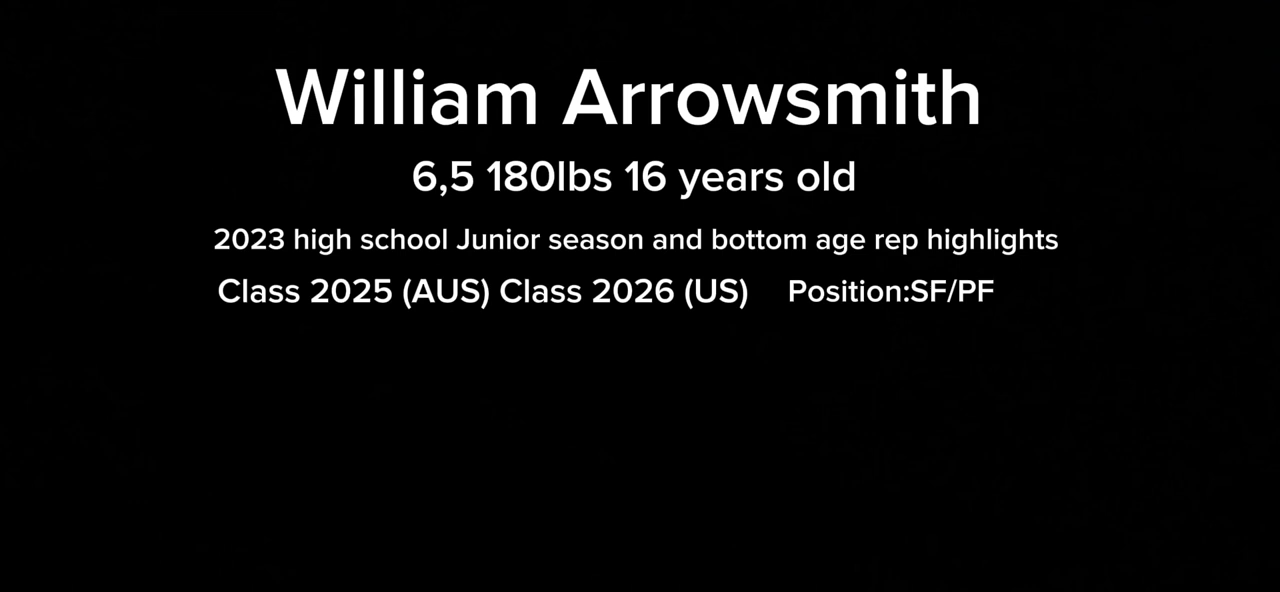 William Arrowsmith
6,5 180lbs 16 years old
2023 high school Junior season and bottom age rep highlights
Class 2025 (AUS) Class 2026 (US) Position:SF/PF